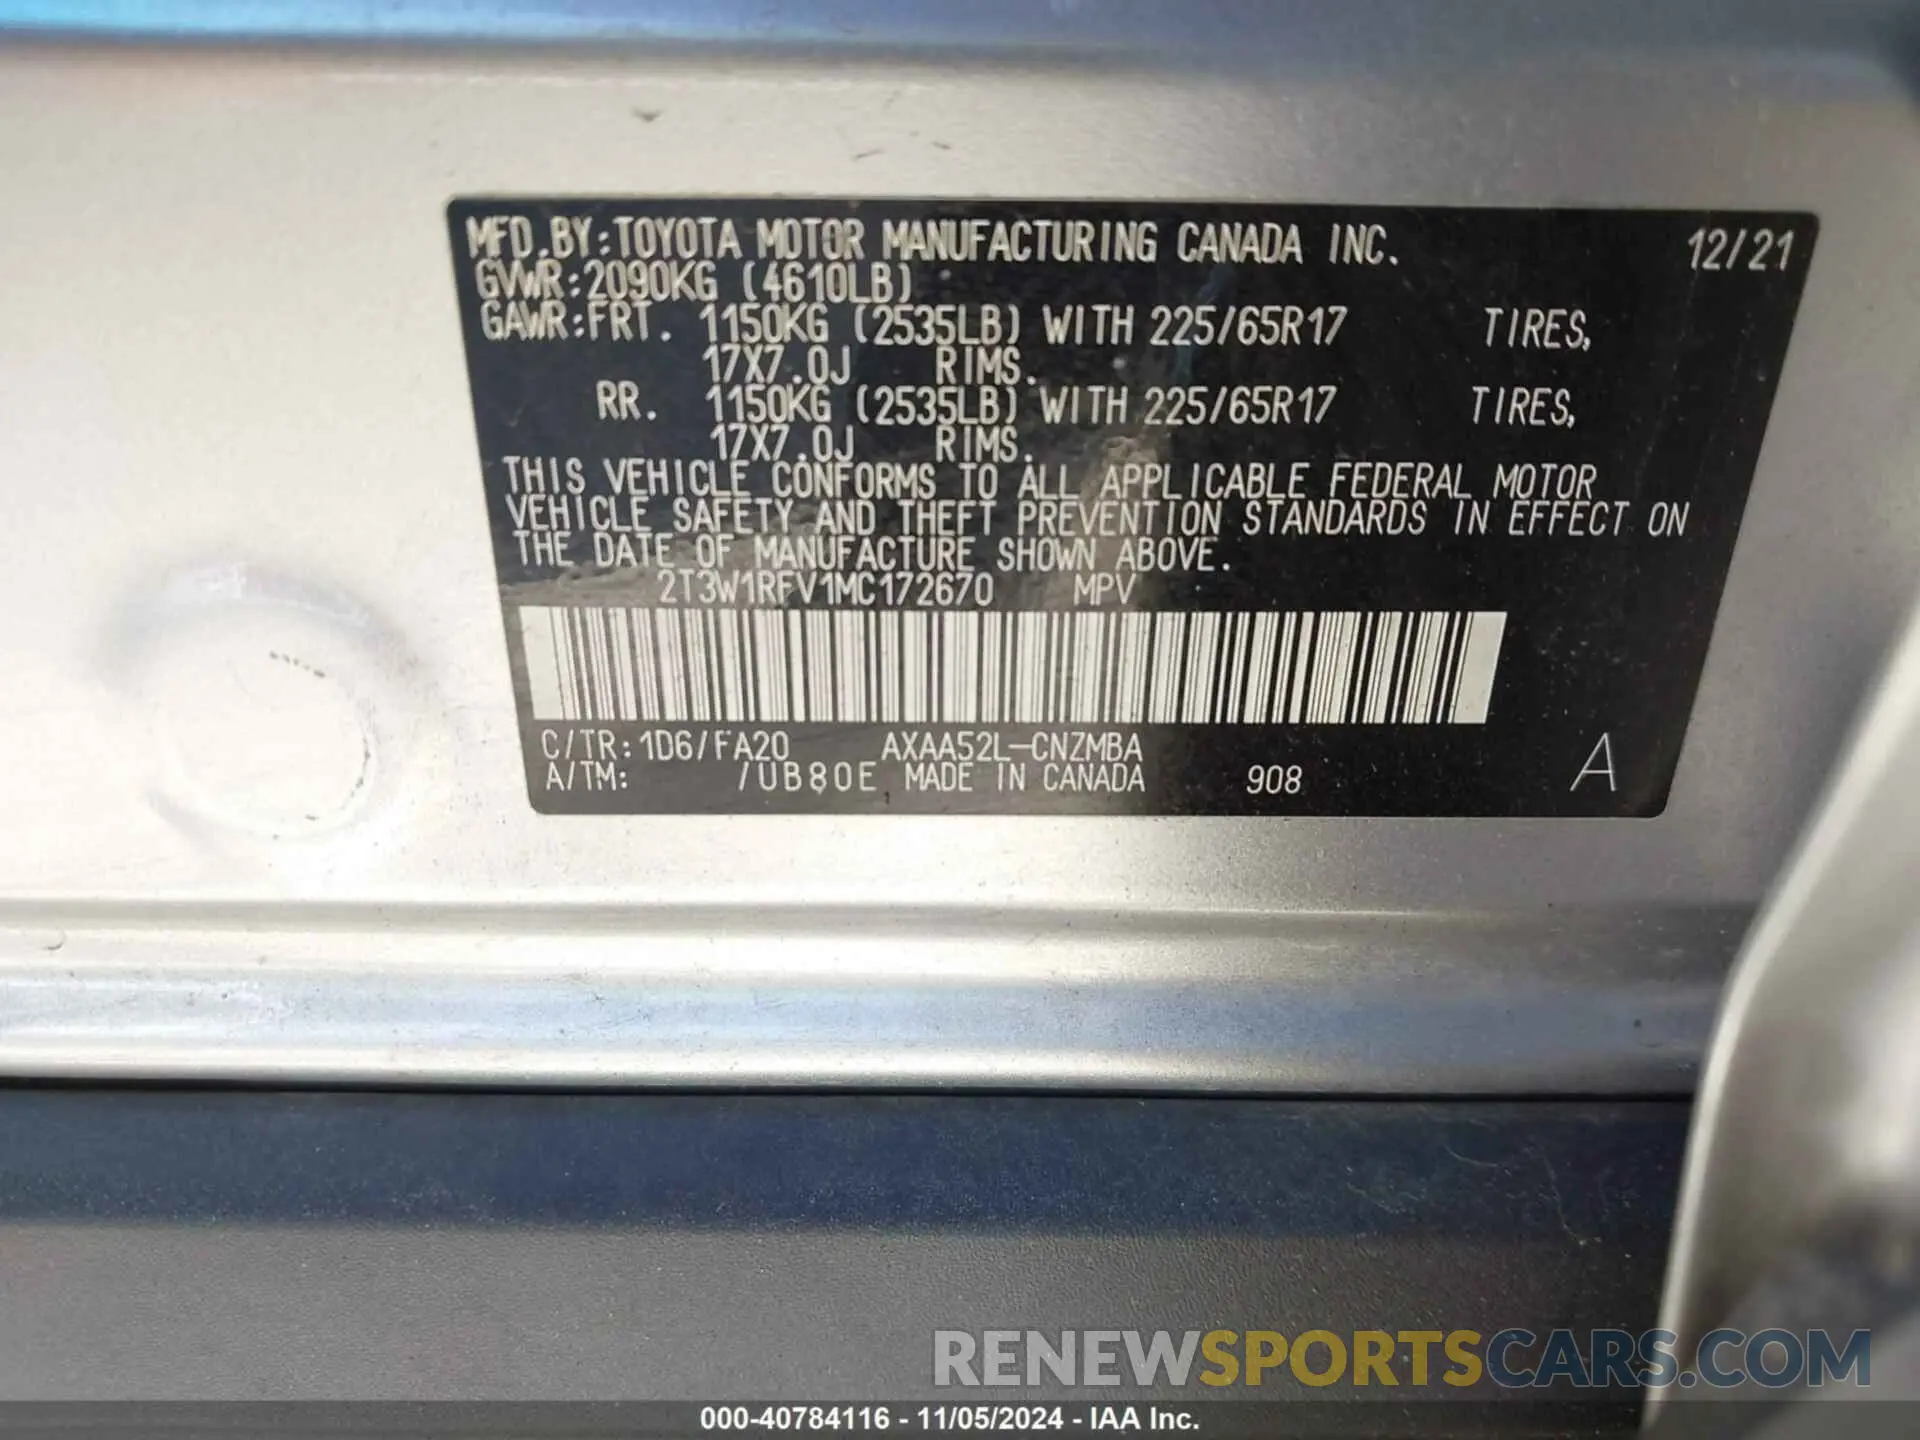 MFD.BY:TOYOTA MOTOR MANUFACTURING CANADA INC. 12/21
GVWR:2090KG (4610LB)
GAWR:FRT. 1150KG (2535LB) WITH 225/65R17 TIRES,
17X7.0J RIMS.
RR. 1150KG (2535LB) WITH 225/65R17 TIRES,
17X7.0J RIMS.
THIS VEHICLE CONFORMS TO ALL APPLICABLE FEDERAL MOTOR
VEHICLE SAFETY AND THEFT PREVENTION STANDARDS IN EFFECT ON
THE DATE OF MANUFACTURE SHOWN ABOVE.
2T3W1RFV1MC172670 MPV
C/TR:1D6/FA20 AXAA52L-CNZMBA
A/TM: /UB80E MADE IN CANADA 908 A
RENEWSPORTSCARS.COM
000-40784116 - 11/05/2024 - IAA Inc.